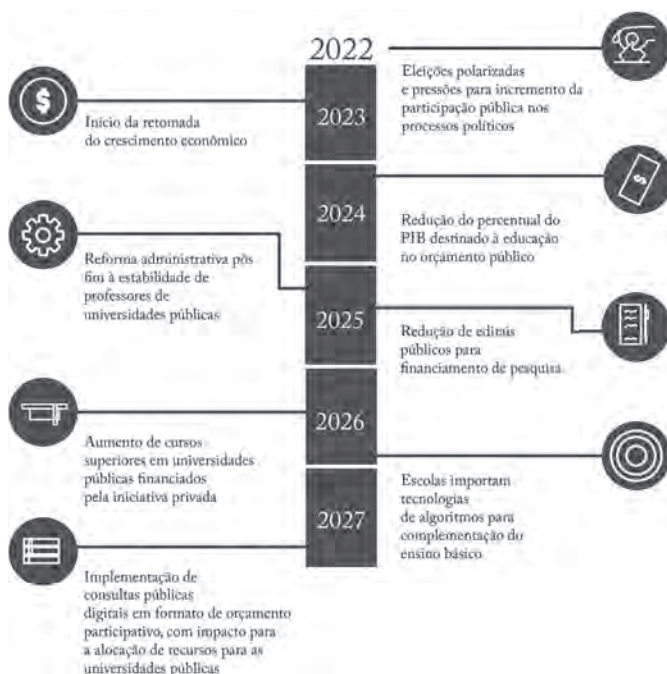 2022
Eleições polarizadas
e pressões para incremento da
participação pública nos
processos políticos
2023
Início da retomada
do crescimento econômico
2024
Redução do percentual do
PIB destinado à educação
no orçamento público
Reforma administrativa pôs
fim à estabilidade de
professores de
universidades públicas
2025
Redução de editais
públicos para
financiamento de pesquisa
2026
Aumento de cursos
superiores em universidades
públicas financiados
pela iniciativa privada
Escolas importam
tecnologias
de algoritmos para
complementação do
ensino básico
2027
Implementação de
consultas públicas
digitais em formato de orçamento
participativo, com impacto para
a alocação de recursos para as
universidades públicas